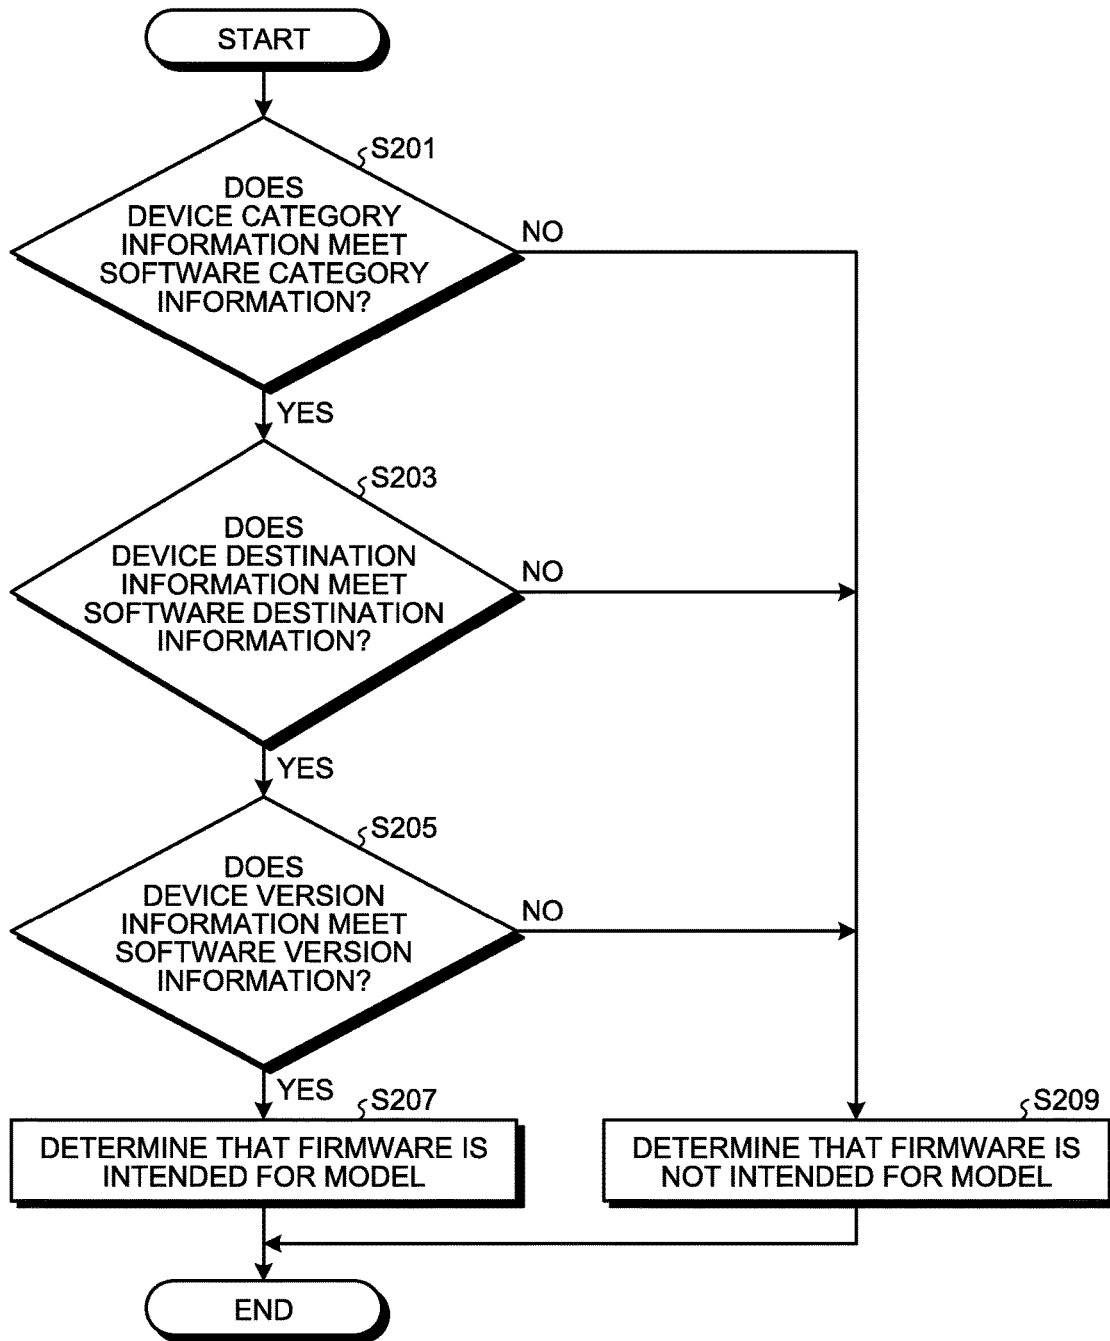 START
S201
DOES
DEVICE CATEGORY
INFORMATION MEET
SOFTWARE CATEGORY
INFORMATION?
NO
YES
S203
DOES
DEVICE DESTINATION
INFORMATION MEET
SOFTWARE DESTINATION
INFORMATION?
NO
YES
S205
DOES
DEVICE VERSION
INFORMATION MEET
SOFTWARE VERSION
INFORMATION?
NO
YES
S207
DETERMINE THAT FIRMWARE IS
INTENDED FOR MODEL
S209
DETERMINE THAT FIRMWARE IS
NOT INTENDED FOR MODEL
END